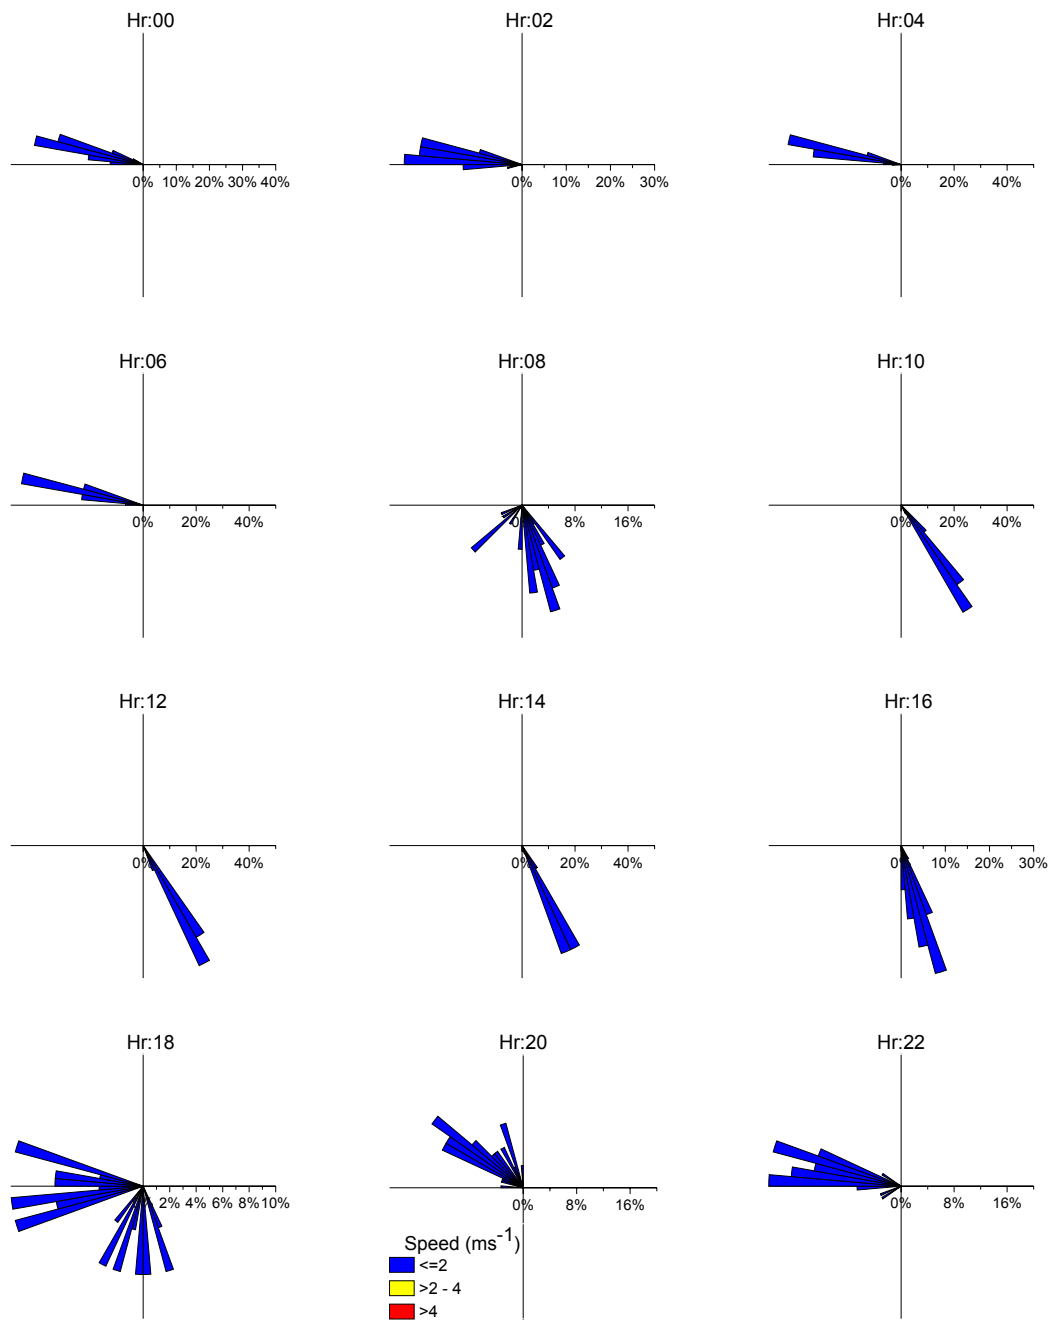 Hr:00 Hr:02 Hr:04
0% 10% 20% 30% 40% 0% 10% 20% 30% 0% 20% 40%
Hr:06 Hr:08 Hr:10
0% 20% 40% 0% 8% 16% 0% 20% 40%
Hr:12 Hr:14 Hr:16
0% 20% 40% 0% 20% 40% 0% 10% 20% 30%
Hr:18 Hr:20 Hr:22
2% 4% 6% 8% 10% 0% 8% 16% 0% 8% 16%
Speed (ms⁻¹)
<=2
>2 - 4
>4